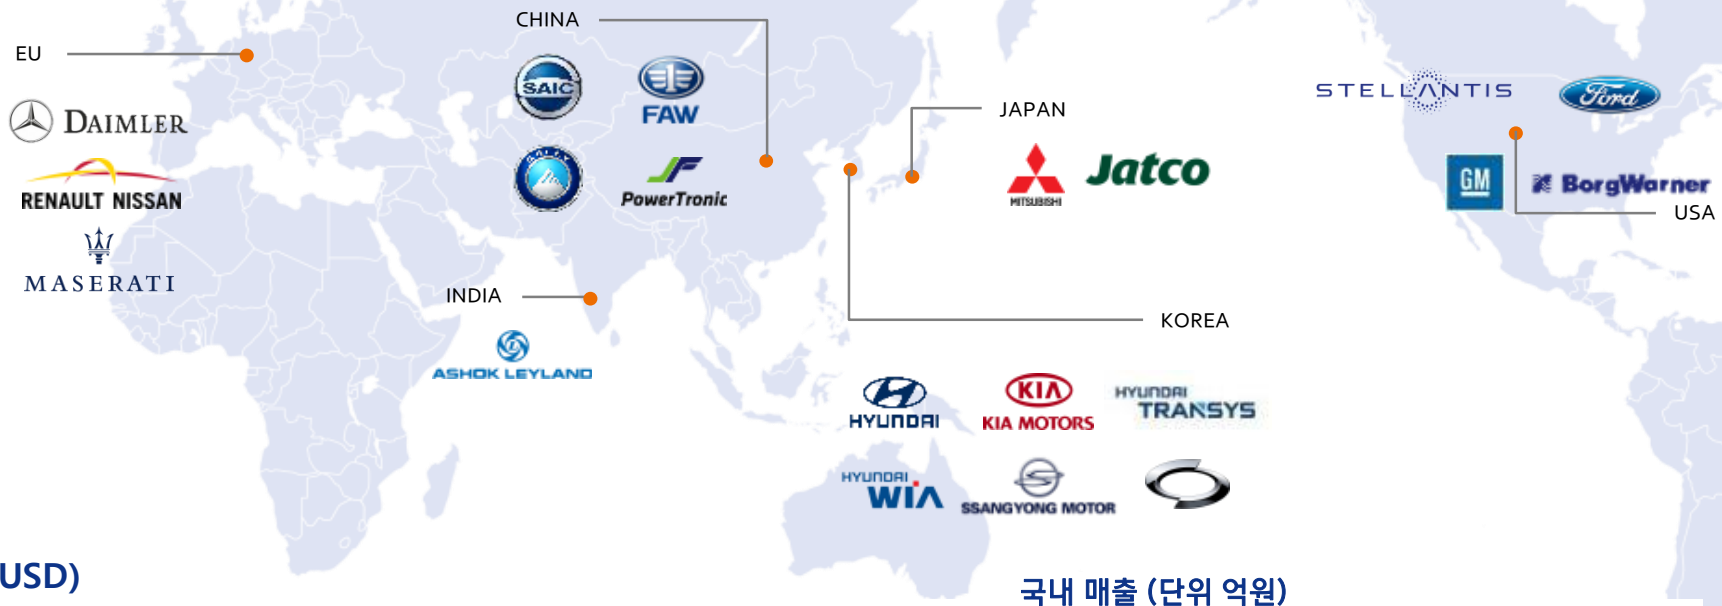 EU
DAIMLER
RENAULT NISSAN
MASERATI
CHINA
SAIC
FAW
GEELY
PowerTronic
INDIA
ASHOK LEYLAND
JAPAN
MITSUBISHI
Jatco
KOREA
HYUNDAI
KIA
KIA MOTORS
HYUNDAI
TRANSYS
HYUNDAI
WIA
SSANGYONG MOTOR
STELLANTIS
Ford
GM
BorgWarner
USA
USD)
국내 매출 (단위 억원)